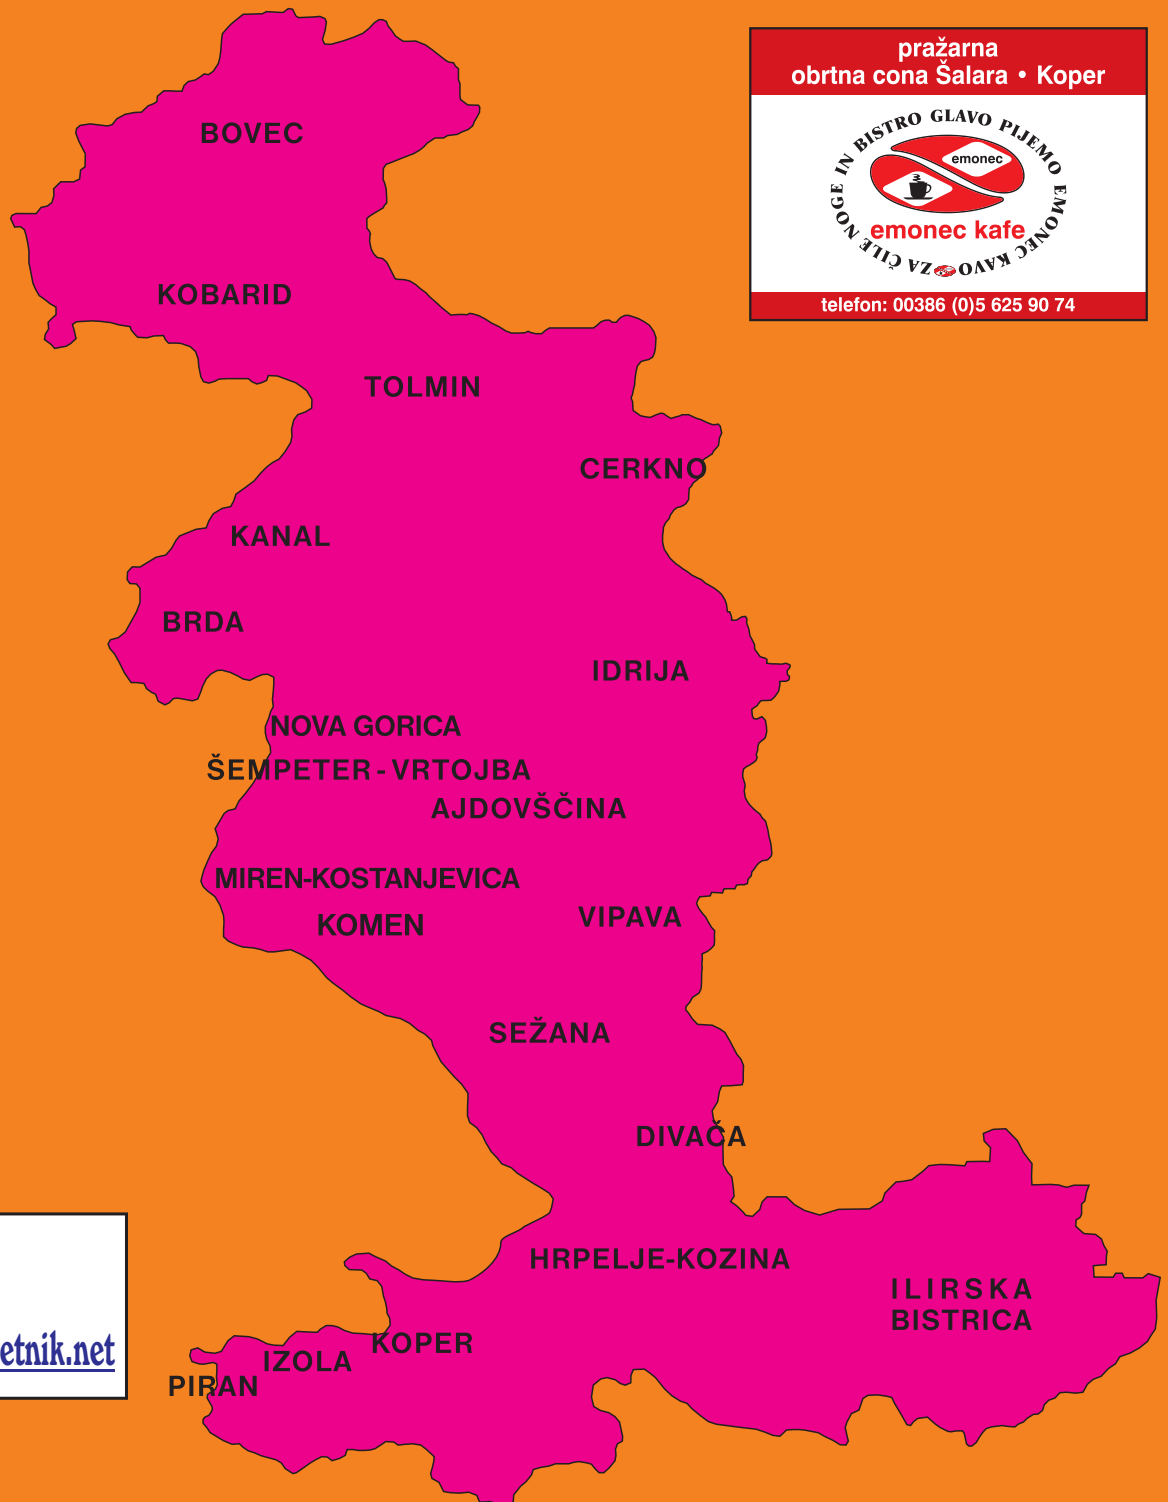 pražarna
obrtna cona Šalara • Koper
ZA ČILE NOGE IN BISTRO GLAVO PIJEMO EMONEC KAVO
emonec
emonec kafe
telefon: 00386 (0)5 625 90 74
BOVEC
KOBARID
TOLMIN
CERKNO
KANAL
BRDA
IDRIJA
NOVA GORICA
ŠEMPETER - VRTOJBA
AJDOVŠČINA
MIREN-KOSTANJEVICA
VIPAVA
KOMEN
SEŽANA
DIVAČA
HRPELJE-KOZINA
ILIRSKA
BISTRICA
KOPER
IZOLA
PIRAN
etnik.net